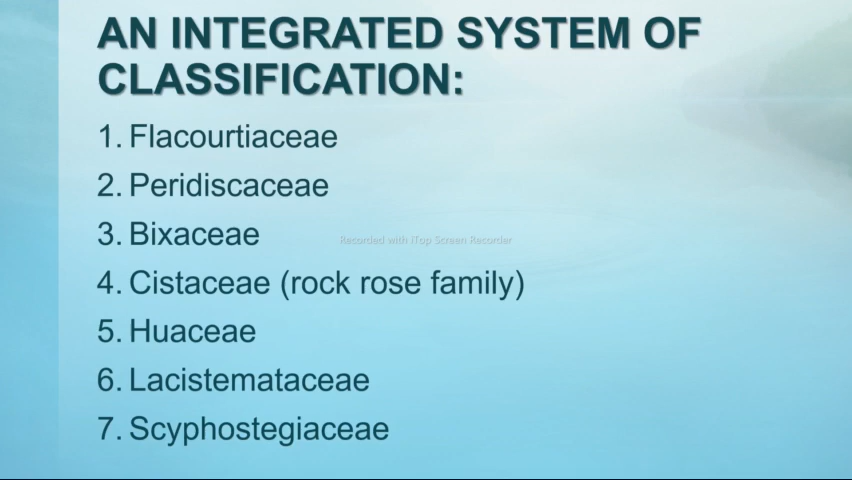 AN INTEGRATED SYSTEM OF
CLASSIFICATION:
1. Flacourtiaceae
2. Peridiscaceae
3. Bixaceae
Recorded with iTop Screen Recorder
4. Cistaceae (rock rose family)
5. Huaceae
6. Lacistemataceae
7. Scyphostegiaceae